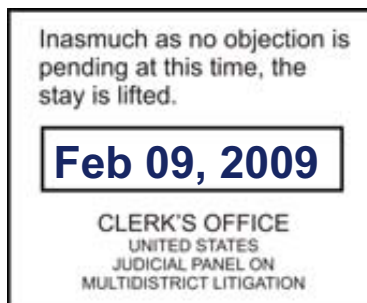 Inasmuch as no objection is
pending at this time, the
stay is lifted.
Feb 09, 2009
CLERK'S OFFICE
UNITED STATES
JUDICIAL PANEL ON
MULTIDISTRICT LITIGATION